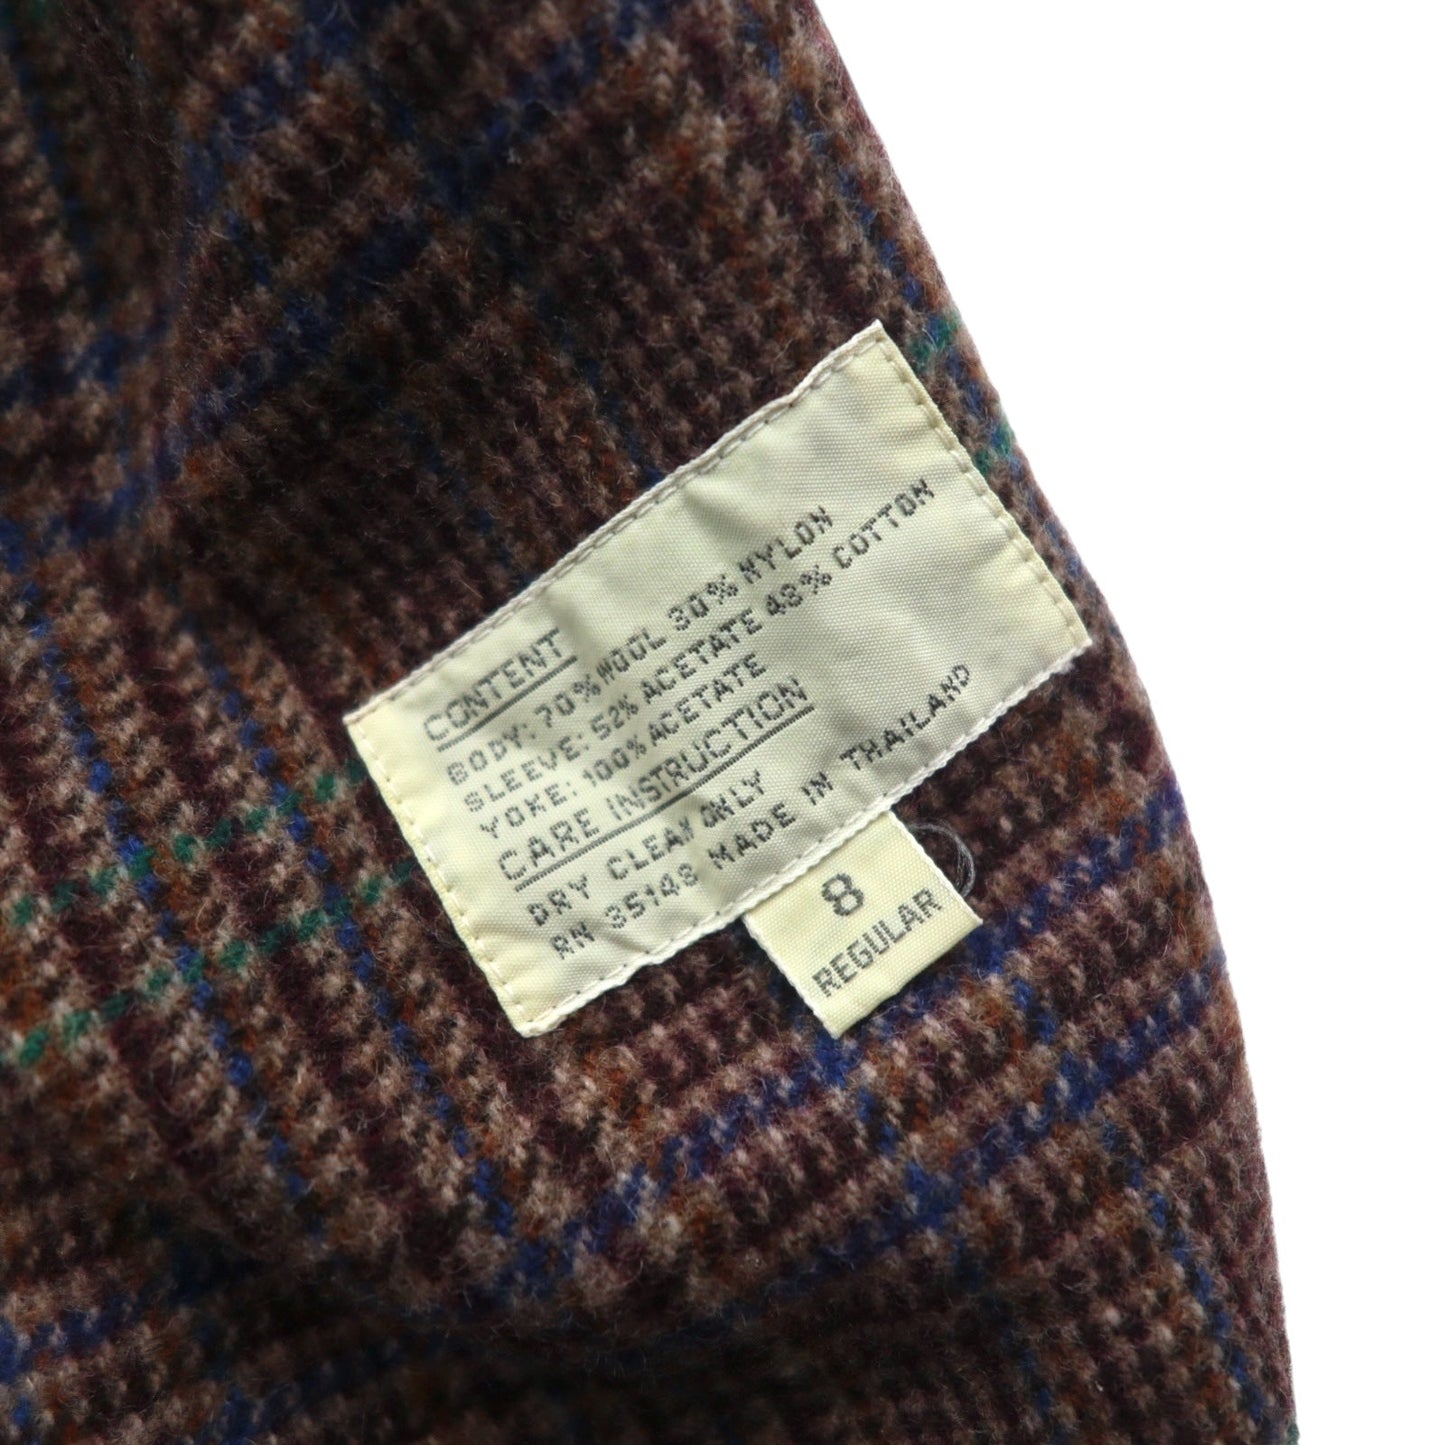 CONTENT
BODY: 70% WOOL 30% NYLON
SLEEVE: 52% ACETATE 48% COTTON
YOKE: 100% ACETATE
CARE INSTRUCTION
DRY CLEAN ONLY
RN 35148 MADE IN THAILAND
8
REGULAR